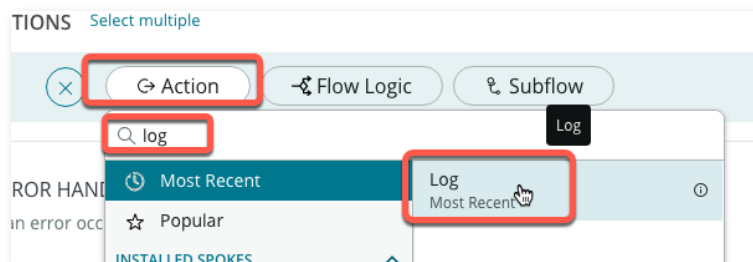 TIONS Select multiple
Action Flow Logic Subflow
log
Log
Most Recent
Log
Most Recent
ROR HAND
Popular
an error occ
INSTALLED SPOKES